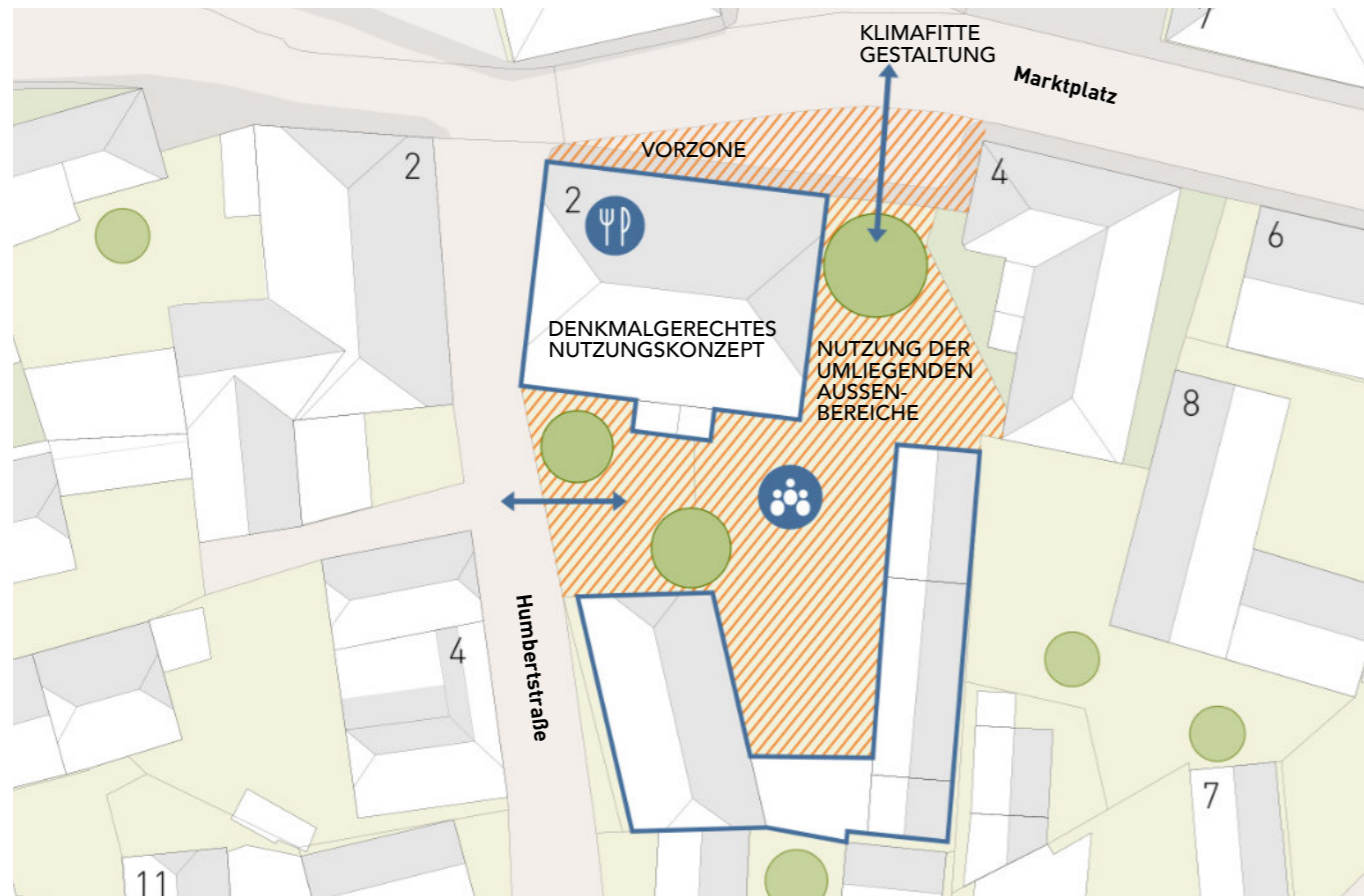 7
KLIMAFITTE
GESTALTUNG
Marktplatz
VORZONE
2
4
2
6
DENKMALGERECHTES
NUTZUNGSKONZEPT
NUTZUNG DER
UMLIEGENDEN
AUSSEN-
BEREICHE
8
Humbertstraße
4
7
11